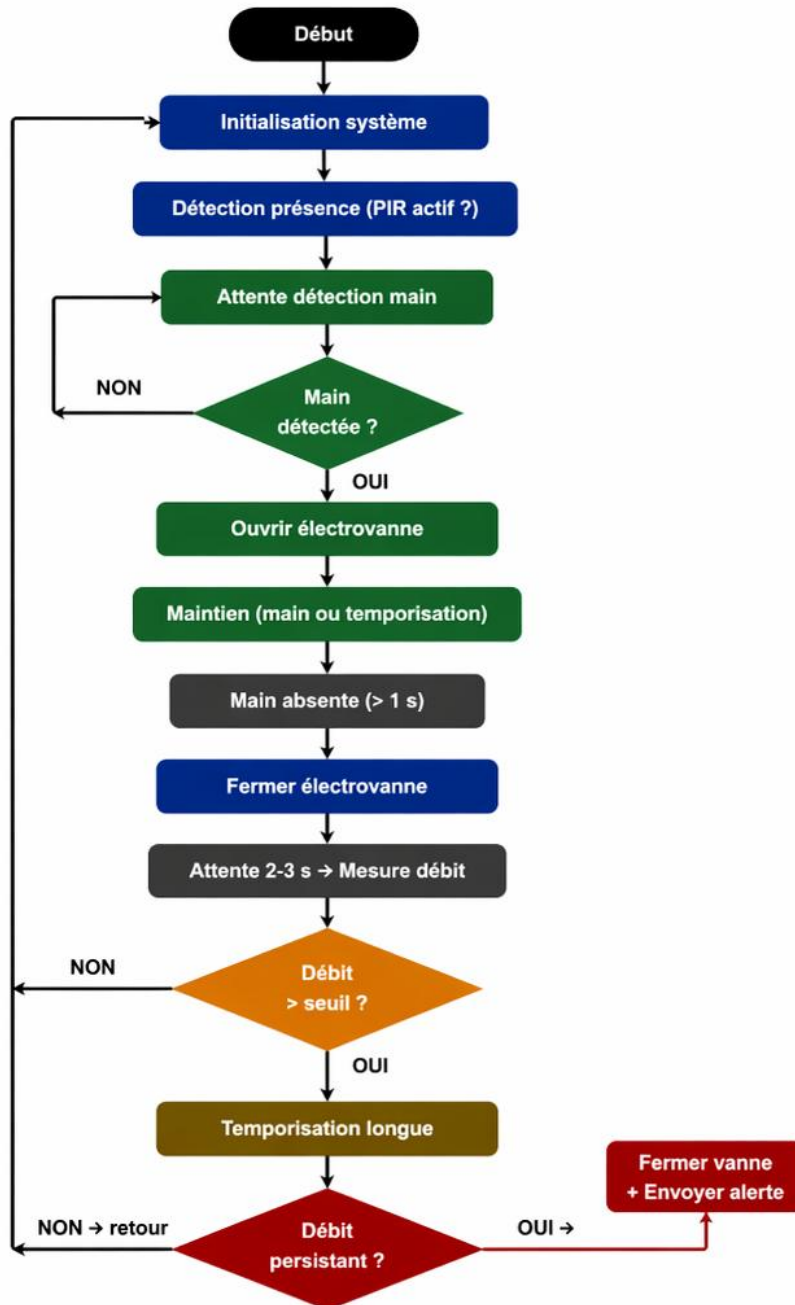 Début
Initialisation système
Détection présence (PIR actif ?)
Attente détection main
NON
Main
détectée ?
OUI
Ouvrir électrovanne
Maintien (main ou temporisation)
Main absente (> 1 s)
Fermer électrovanne
Attente 2-3 s → Mesure débit
NON
Débit
> seuil ?
OUI
Temporisation longue
Fermer vanne
+ Envoyer alerte
NON → retour
Débit
persistant ?
OUI →